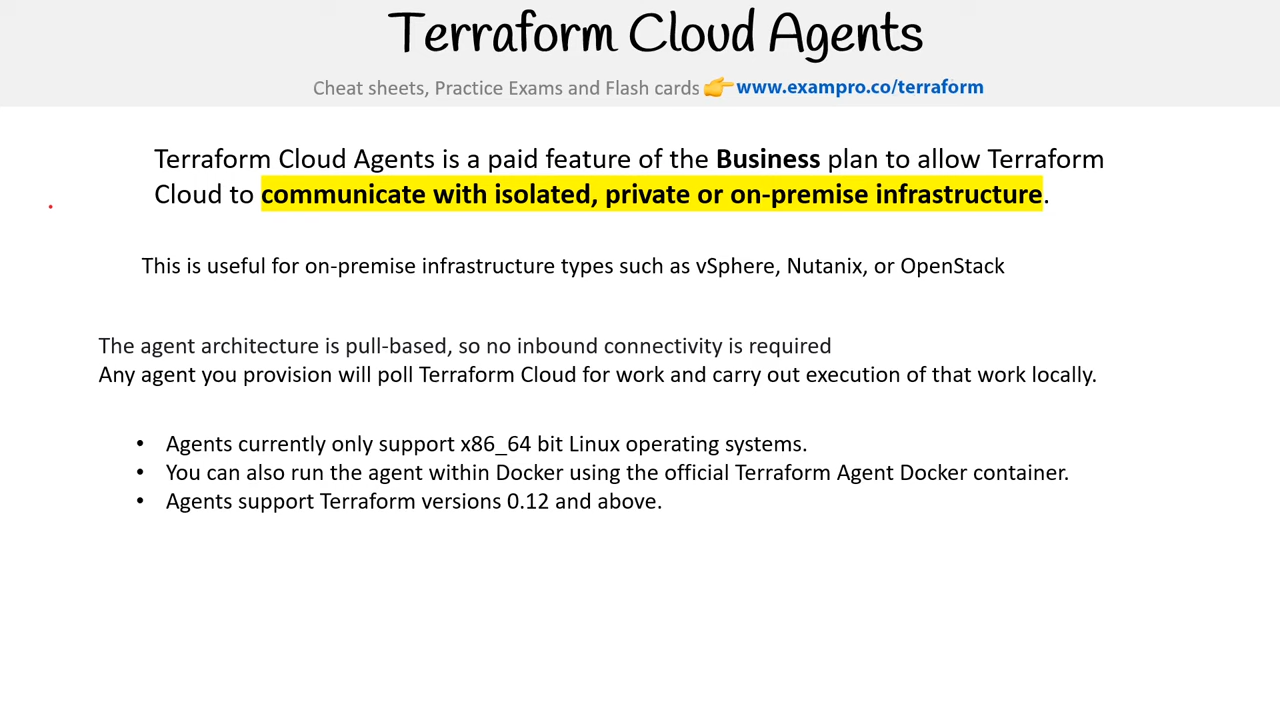 Terraform Cloud Agents
Cheat sheets, Practice Exams and Flash cards 👉 www.exampro.co/terraform
Terraform Cloud Agents is a paid feature of the Business plan to allow Terraform
Cloud to communicate with isolated, private or on-premise infrastructure.
This is useful for on-premise infrastructure types such as vSphere, Nutanix, or OpenStack
The agent architecture is pull-based, so no inbound connectivity is required
Any agent you provision will poll Terraform Cloud for work and carry out execution of that work locally.
• Agents currently only support x86_64 bit Linux operating systems.
• You can also run the agent within Docker using the official Terraform Agent Docker container.
• Agents support Terraform versions 0.12 and above.